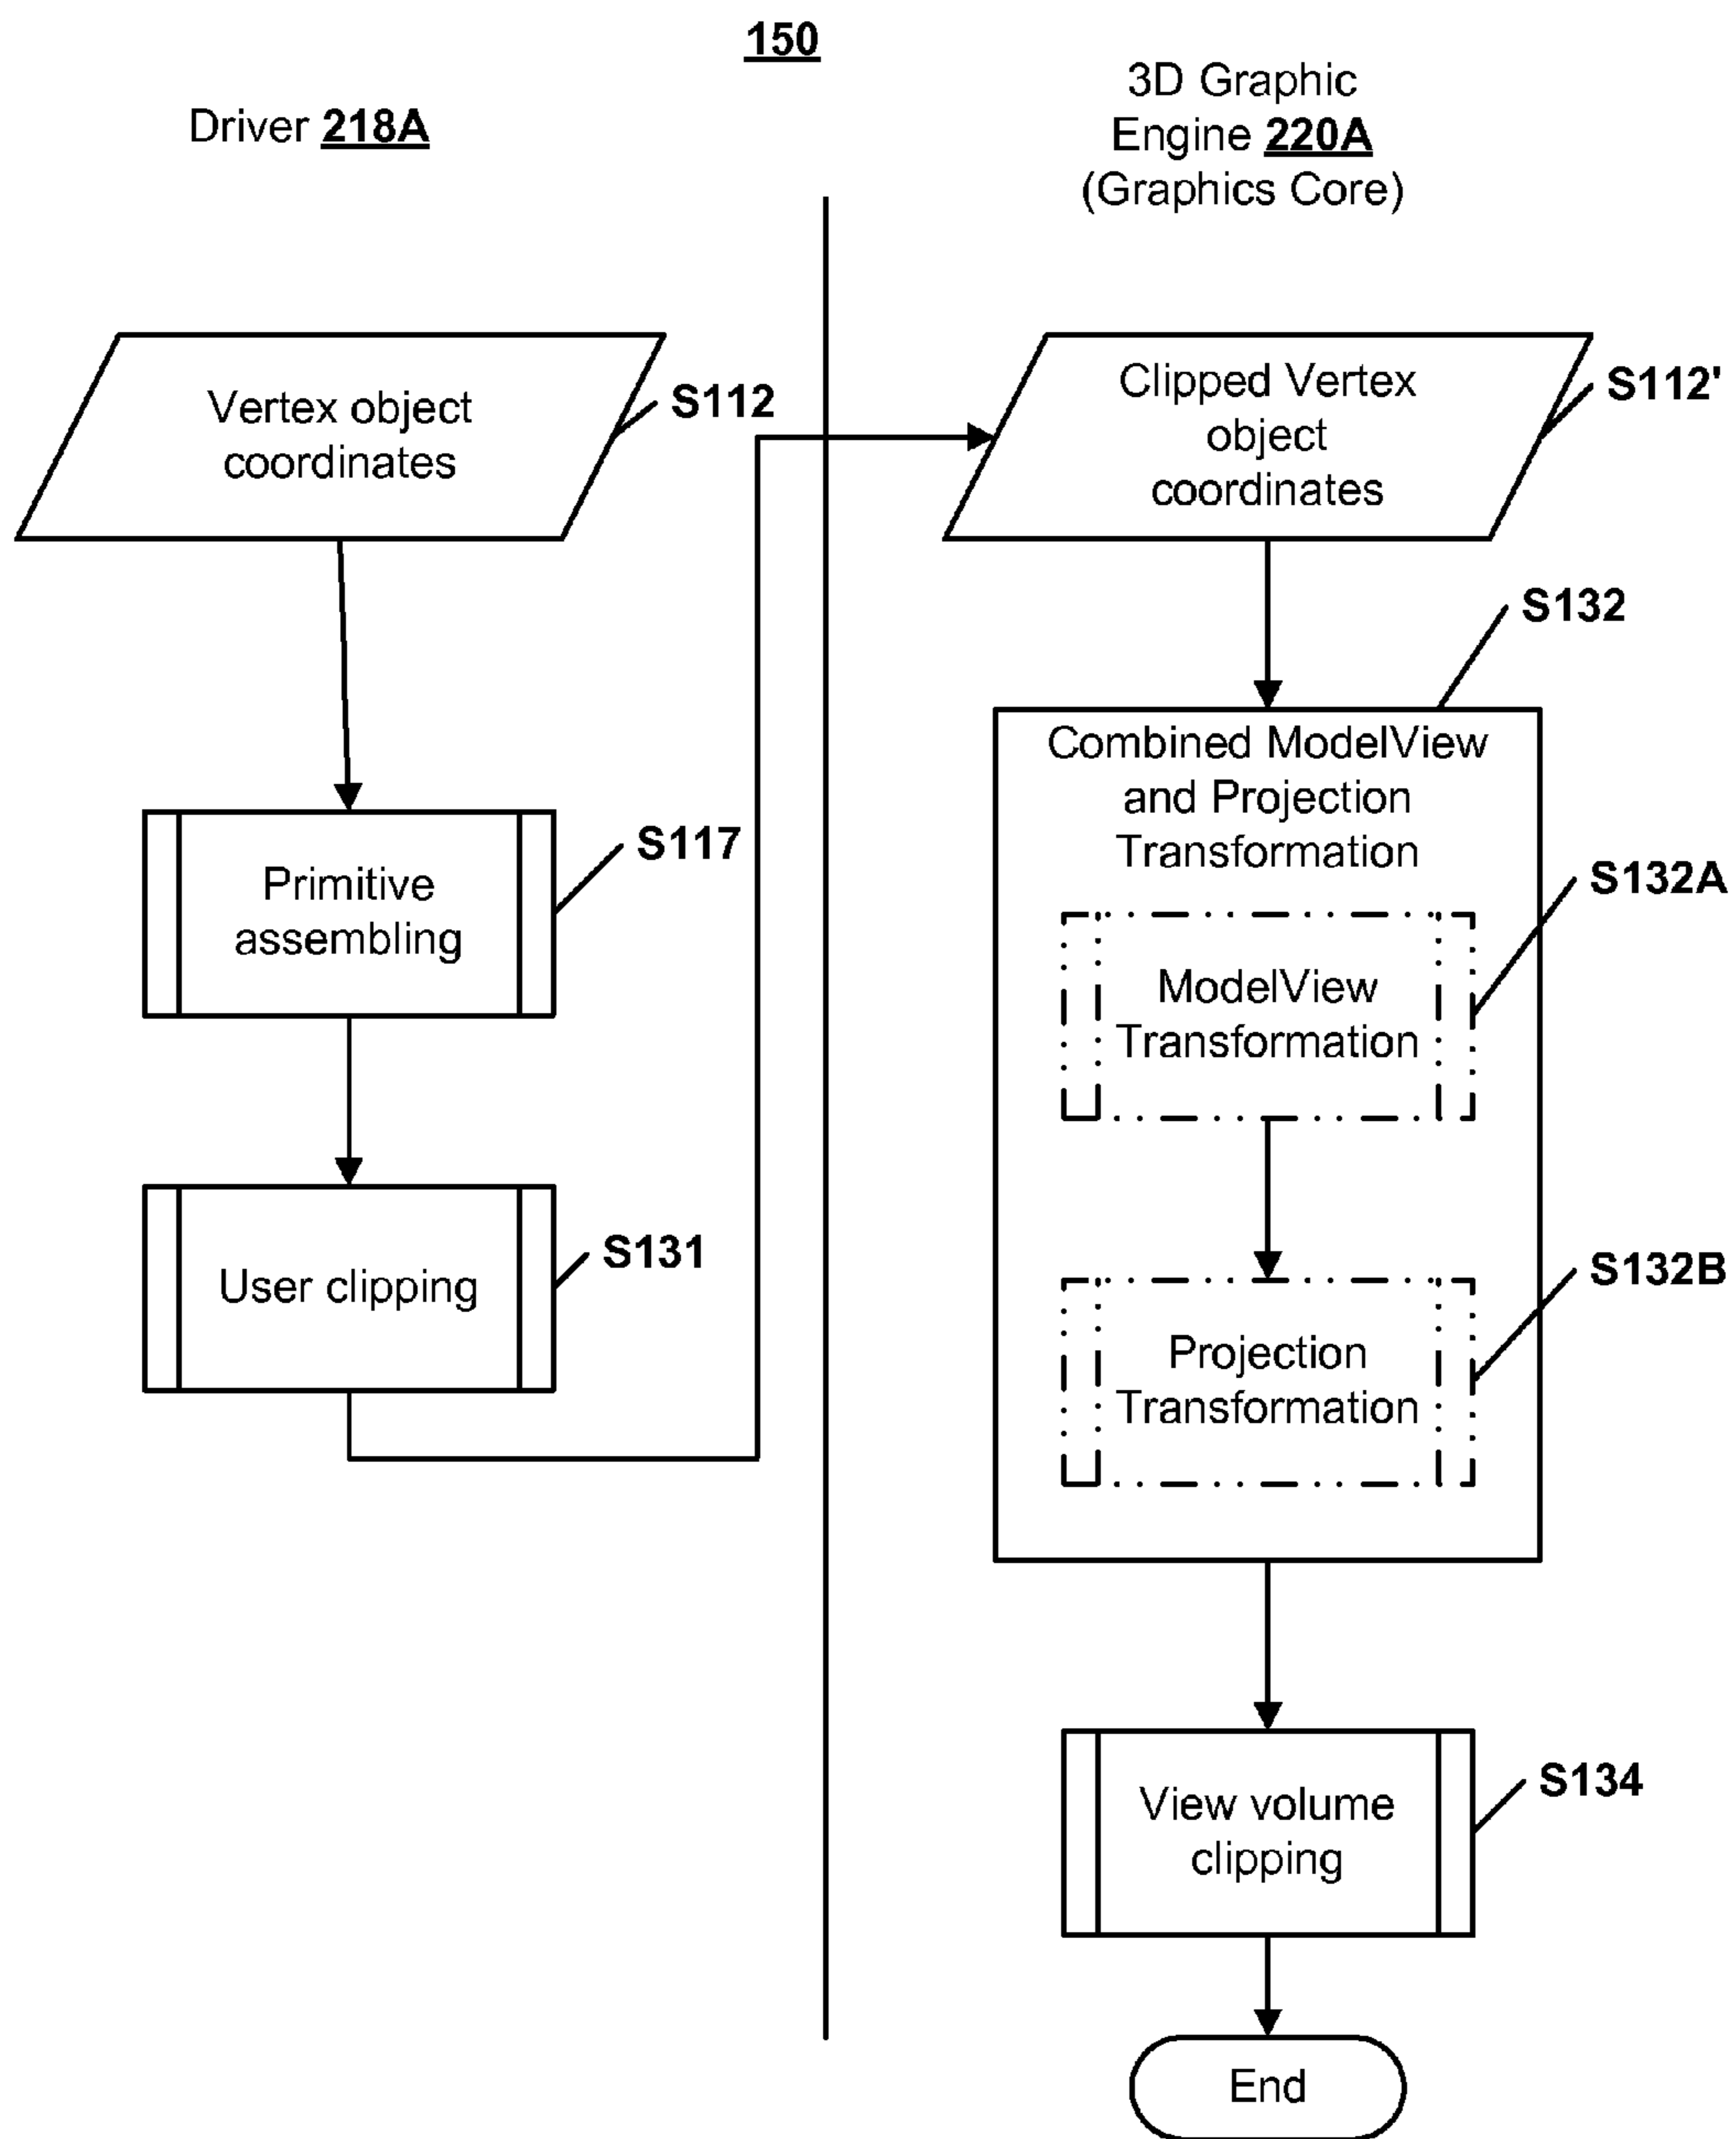 150
Driver 218A
3D Graphic
Engine 220A
(Graphics Core)
Vertex object
coordinates
S112
Primitive
assembling
S117
User clipping
S131
Clipped Vertex
object
coordinates
S112'
S132
Combined ModelView
and Projection
Transformation
S132A
ModelView
Transformation
S132B
Projection
Transformation
View volume
clipping
S134
End